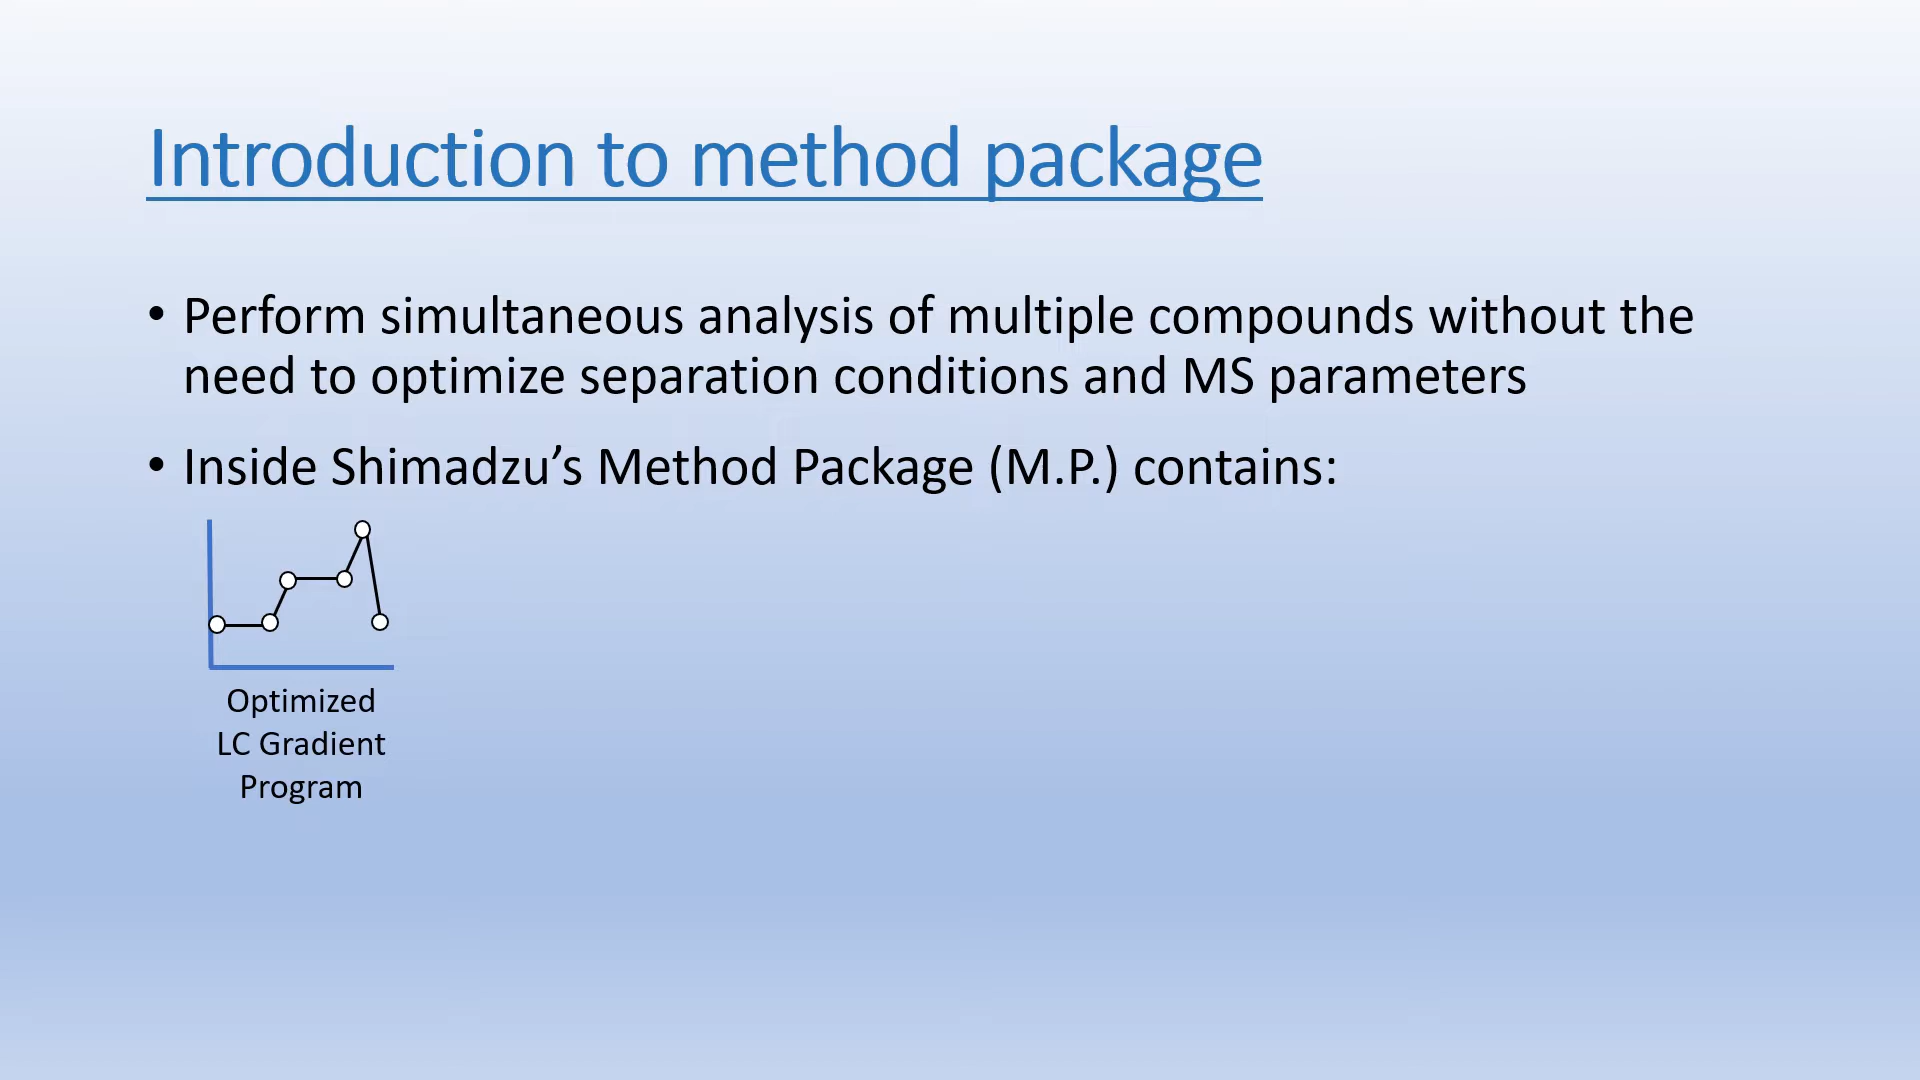 Introduction to method package
• Perform simultaneous analysis of multiple compounds without the
need to optimize separation conditions and MS parameters
• Inside Shimadzu’s Method Package (M.P.) contains:
Optimized
LC Gradient
Program